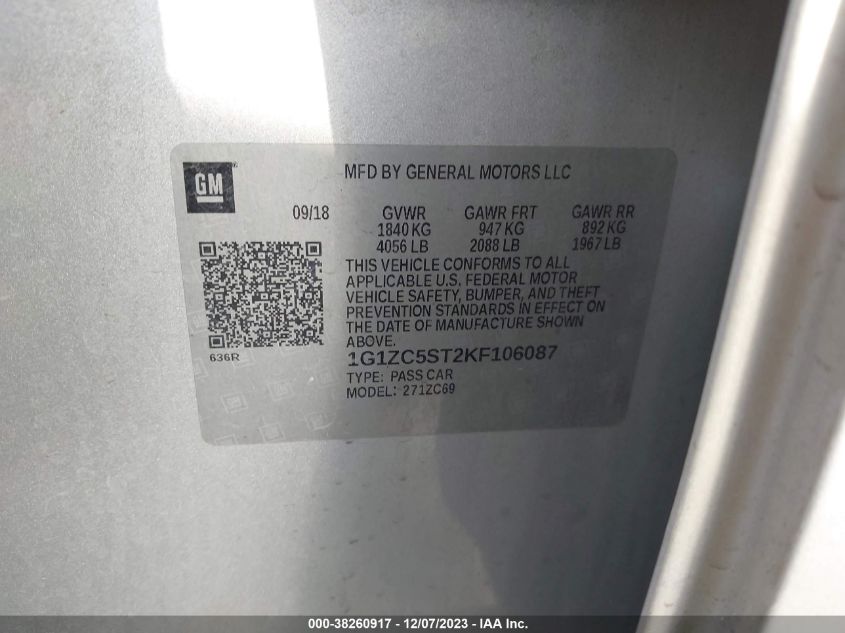 GM
MFD BY GENERAL MOTORS LLC
09/18 GVWR GAWR FRT GAWR RR
1840 KG 947 KG 892 KG
4056 LB 2088 LB 1967 LB
THIS VEHICLE CONFORMS TO ALL
APPLICABLE U.S. FEDERAL MOTOR
VEHICLE SAFETY, BUMPER, AND THEFT
PREVENTION STANDARDS IN EFFECT ON
THE DATE OF MANUFACTURE SHOWN
ABOVE.
636R
1G1ZC5ST2KF106087
TYPE: PASS CAR
MODEL: 271ZC69
000-38260917 - 12/07/2023 - IAAI Inc.